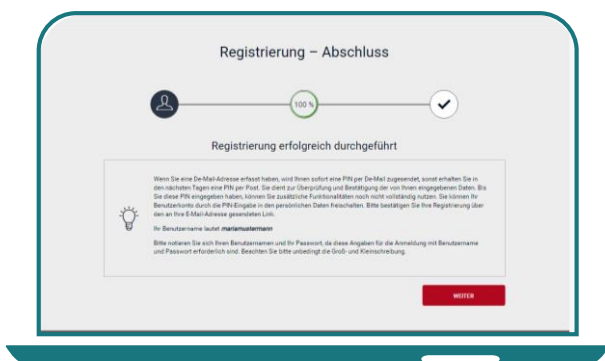 Registrierung – Abschluss
100 %
Registrierung erfolgreich durchgeführt
Wenn Sie eine De-Mail-Adresse erfasst haben, wird Ihnen sofort eine PIN per De-Mail zugesendet, sonst erhalten Sie in
den nächsten Tagen eine PIN per Post. Sie dient zur Überprüfung und Bestätigung der von Ihnen eingegebenen Daten. Bis
Sie diese PIN eingegeben haben, können Sie zusätzliche Funktionalitäten noch nicht vollständig nutzen. Sie können Ihr
Benutzerkonto durch die PIN-Eingabe in den persönlichen Daten freischalten. Bitte bestätigen Sie Ihre Registrierung über
den an Ihre E-Mail-Adresse gesendeten Link.
Ihr Benutzername lautet mariamustermann
Bitte notieren Sie sich Ihren Benutzernamen und Ihr Passwort, da diese Angaben für die Anmeldung mit Benutzername
und Passwort erforderlich sind. Beachten Sie bitte unbedingt die Groß- und Kleinschreibung.
WEITER